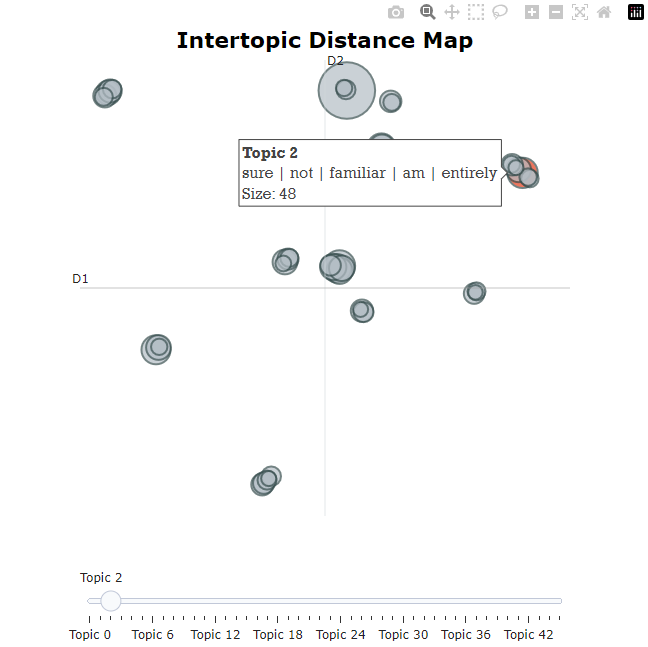 Intertopic Distance Map
D2
Topic 2
sure | not | familiar | am | entirely
Size: 48
D1
Topic 2
Topic 0 Topic 6 Topic 12 Topic 18 Topic 24 Topic 30 Topic 36 Topic 42